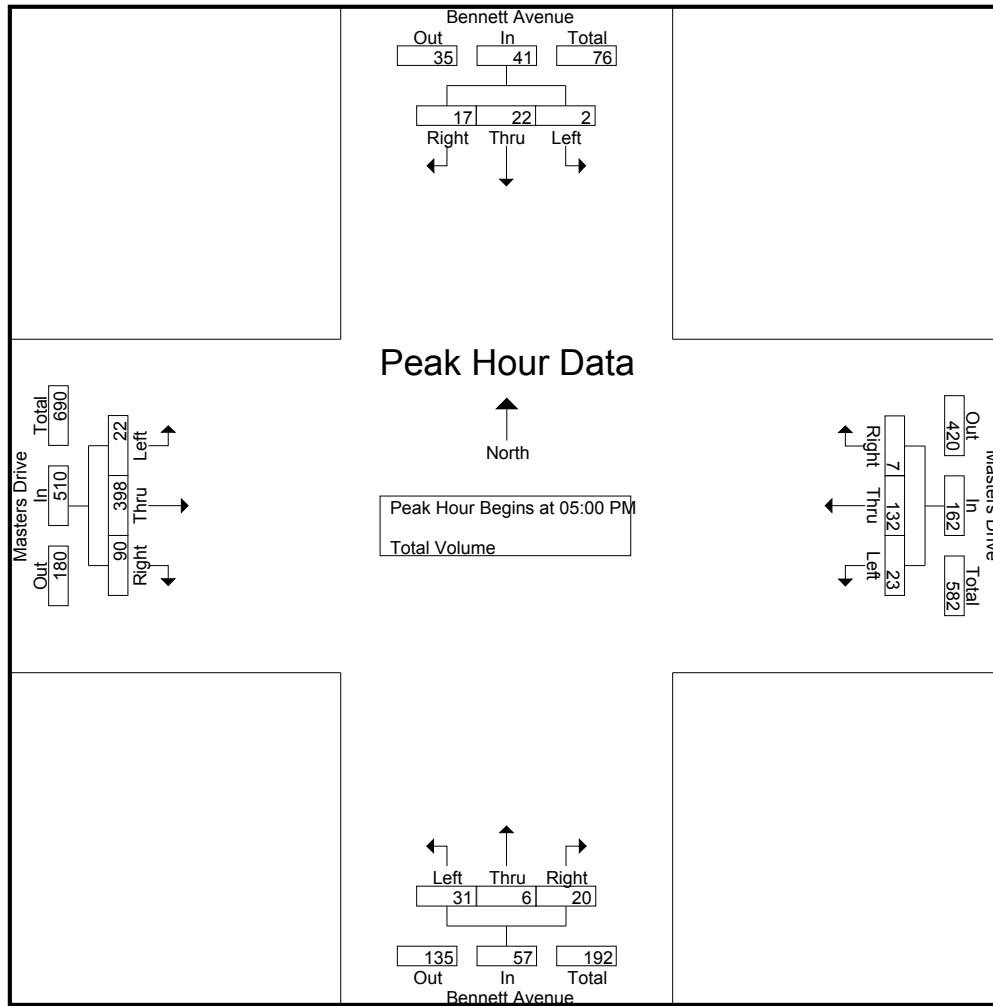 Bennett Avenue
Out In Total
35 41 76
17 22 2
Right Thru Left
Peak Hour Data
North
Peak Hour Begins at 05:00 PM
Total Volume
Masters Drive
Out In Total
180 510 690
90 398 22
Right Thru Left
Masters Drive
Out In Total
420 162 582
7 132 23
Right Thru Left
Left Thru Right
31 6 20
135 57 192
Out In Total
Bennett Avenue